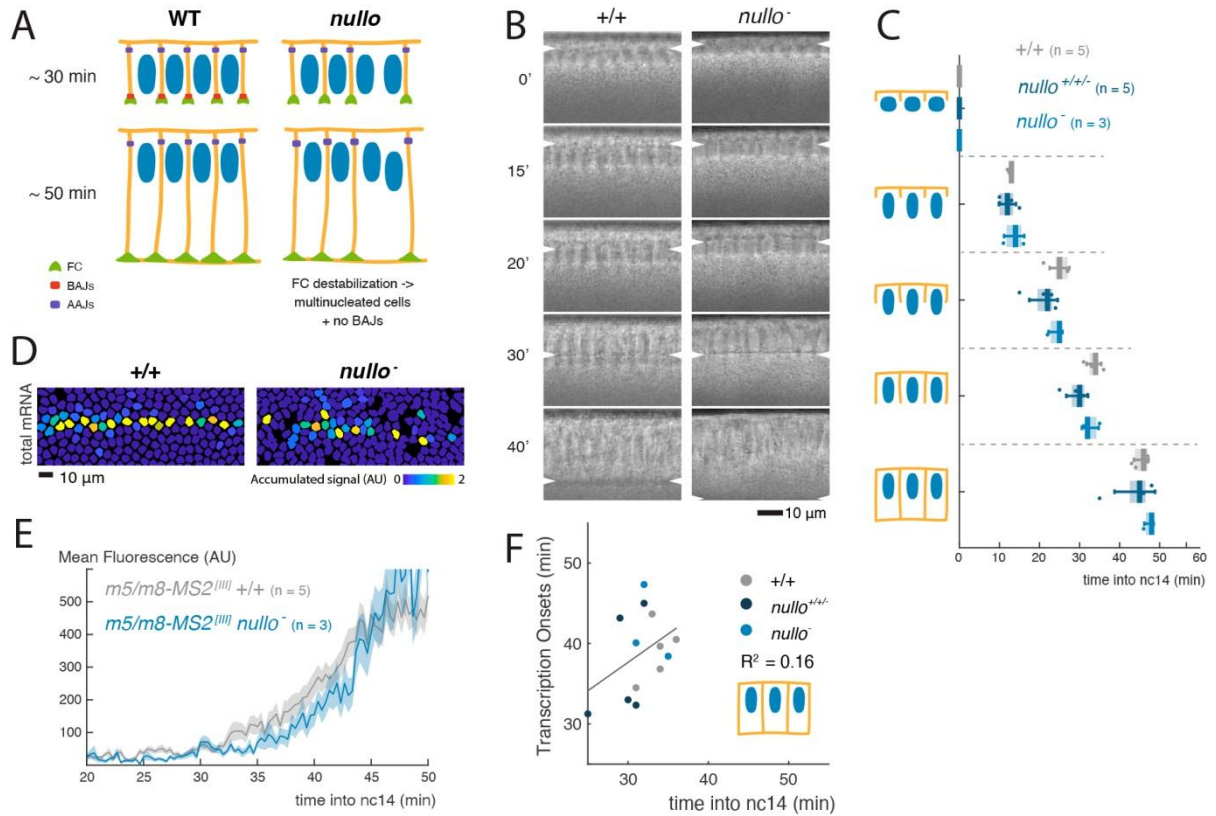 A
WT
nullo
~ 30 min
~ 50 min
FC
BAJs
AAJs
FC destabilization ->
multinucleated cells
+ no BAJs
B
+/+
nullo-
0'
15'
20'
30'
40'
10 µm
C
+/+ (n = 5)
nullo+/+/- (n = 5)
nullo- (n = 3)
0 10 20 30 40 50 60
time into nc14 (min)
D
+/+
nullo-
total mRNA
10 µm
Accumulated signal (AU) 0 2
E
Mean Fluorescence (AU)
m5/m8-MS2[III] +/+ (n = 5)
m5/m8-MS2[III] nullo- (n = 3)
500
400
300
200
100
20 25 30 35 40 45 50
time into nc14 (min)
F
Transcription Onsets (min)
50
40
30
+/+
nullo+/+/-
nullo-
R² = 0.16
30 40 50
time into nc14 (min)